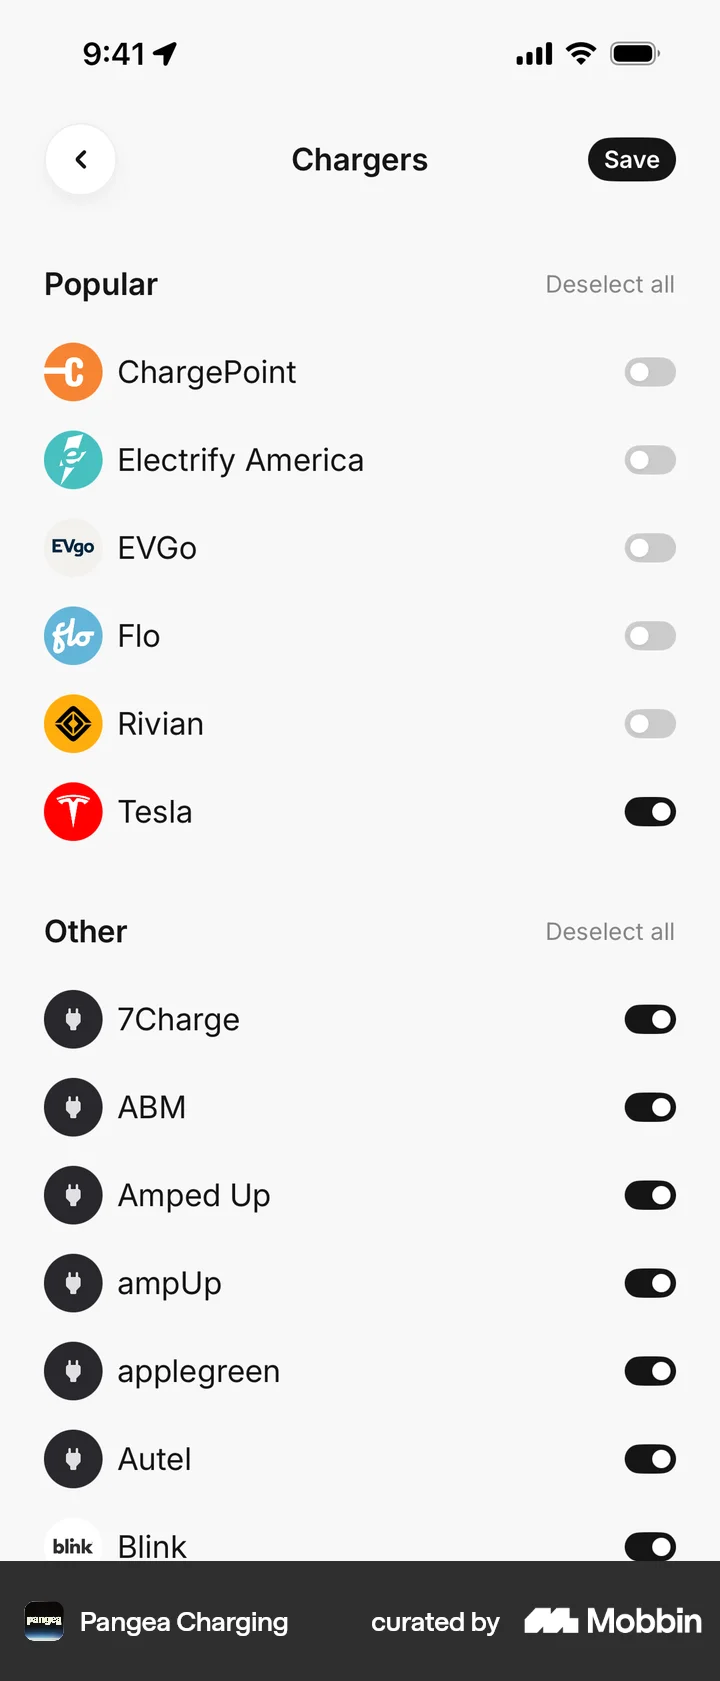 9:41
Chargers
Save
Popular
Deselect all
ChargePoint
Electrify America
EVgo
EVGo
flo
Flo
Rivian
Tesla
Other
Deselect all
7Charge
ABM
Amped Up
ampUp
applegreen
Autel
blink
Blink
pangea
Pangea Charging
curated by
Mobbin